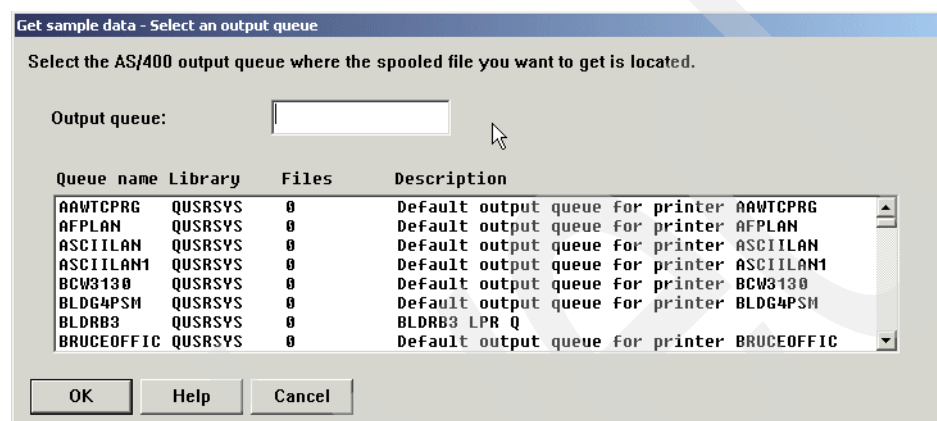 Get sample data - Select an output queue
Select the AS/400 output queue where the spooled file you want to get is located.
Output queue:
Queue name Library Files Description
AAWTCPRG QUSRSYS 0 Default output queue for printer AAWTCPRG
AFPLAN QUSRSYS 0 Default output queue for printer AFPLAN
ASCIILAN QUSRSYS 0 Default output queue for printer ASCIILAN
ASCIILAN1 QUSRSYS 0 Default output queue for printer ASCIILAN1
BCW3130 QUSRSYS 0 Default output queue for printer BCW3130
BLDG4PSM QUSRSYS 0 Default output queue for printer BLDG4PSM
BLDRB3 QUSRSYS 0 BLDRB3 LPR Q
BRUCEOFFIC QUSRSYS 0 Default output queue for printer BRUCEOFFIC
OK Help Cancel